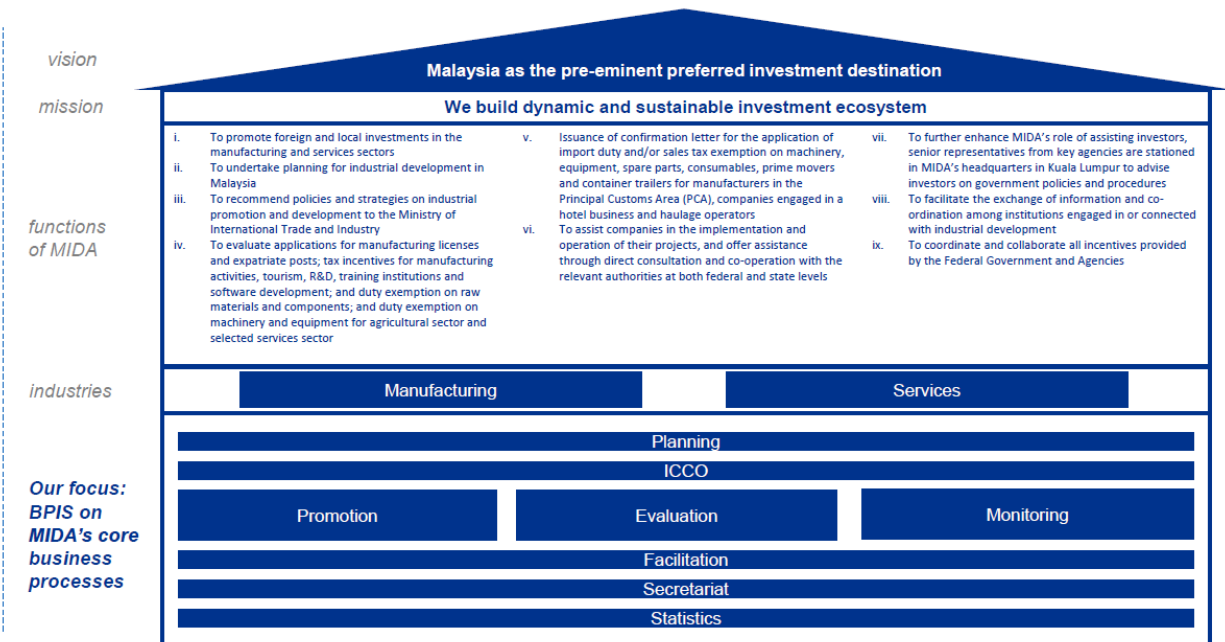 vision
Malaysia as the pre-eminent preferred investment destination
mission
We build dynamic and sustainable investment ecosystem
functions
of MIDA
i. To promote foreign and local investments in the
manufacturing and services sectors
ii. To undertake planning for industrial development in
Malaysia
iii. To recommend policies and strategies on industrial
promotion and development to the Ministry of
International Trade and Industry
iv. To evaluate applications for manufacturing licenses
and expatriate posts; tax incentives for manufacturing
activities, tourism, R&D, training institutions and
software development; and duty exemption on raw
materials and components; and duty exemption on
machinery and equipment for agricultural sector and
selected services sector
v. Issuance of confirmation letter for the application of
import duty and/or sales tax exemption on machinery,
equipment, spare parts, consumables, prime movers
and container trailers for manufacturers in the
Principal Customs Area (PCA), companies engaged in a
hotel business and haulage operators
vi. To assist companies in the implementation and
operation of their projects, and offer assistance
through direct consultation and co-operation with the
relevant authorities at both federal and state levels
vii. To further enhance MIDA's role of assisting investors,
senior representatives from key agencies are stationed
in MIDA's headquarters in Kuala Lumpur to advise
investors on government policies and procedures
viii. To facilitate the exchange of information and co-
ordination among institutions engaged in or connected
with industrial development
ix. To coordinate and collaborate all incentives provided
by the Federal Government and Agencies
industries
Manufacturing
Services
Our focus:
BPIS on
MIDA's core
business
processes
Planning
ICCO
Promotion
Evaluation
Monitoring
Facilitation
Secretariat
Statistics